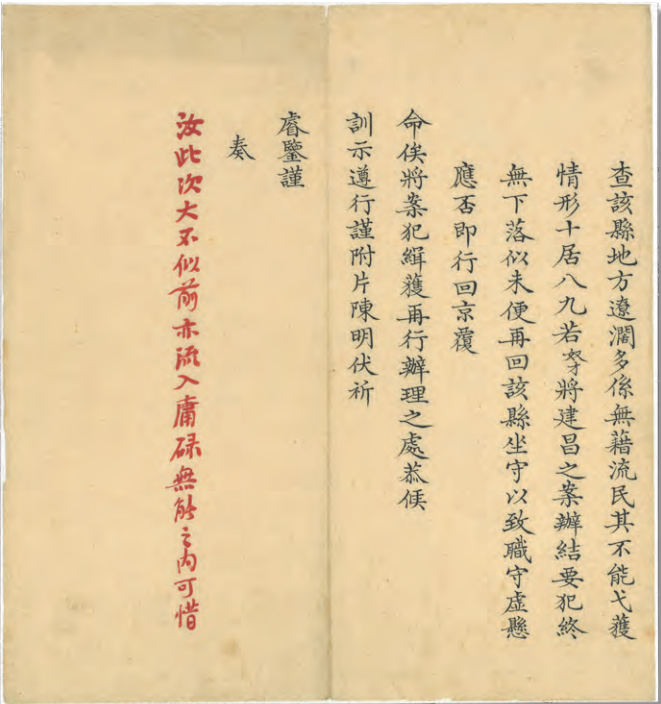 查該縣地方遼濶多係無藉流民其不能弋獲
情形十居八九若奴才將建昌之案辦結要犯終
無下落似未便再回該縣坐守以致職守虛懸
應否即行回京覆
命俟將案犯緝獲再行辦理之處恭候
訓示遵行謹附片陳明伏祈
睿鑒謹
奏
汝此次大不似前亦流入庸碌無能之內可惜